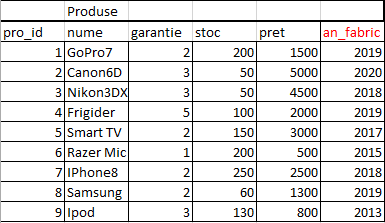 Produse
pro_id nume garantie stoc pret an_fabric
1 GoPro7 2 200 1500 2019
2 Canon6D 3 50 5000 2020
3 Nikon3DX 3 50 4500 2018
4 Frigider 5 100 2000 2019
5 Smart TV 2 150 3000 2017
6 Razer Mic 1 200 500 2015
7 IPhone8 2 250 2500 2018
8 Samsung 2 60 1300 2019
9 Ipod 3 130 800 2013